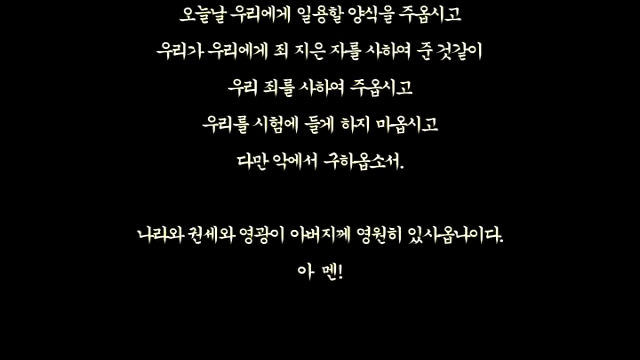 오늘날 우리에게 일용할 양식을 주옵시고
우리가 우리에게 죄 지은 자를 사하여 준 것같이
우리 죄를 사하여 주옵시고
우리를 시험에 들게 하지 마옵시고
다만 악에서 구하옵소서.
나라와 권세와 영광이 아버지께 영원히 있사옵나이다.
아 멘!